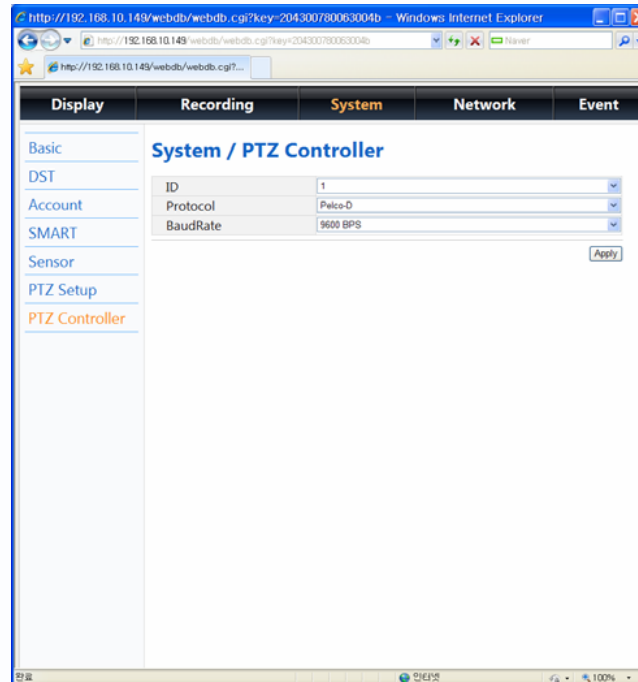 http://192.168.10.149/webdb/webdb.cgi?key=204300780063004b - Windows Internet Explorer
http://192.168.10.149/webdb/webdb.cgi?key=204300780063004b Naver
http://192.168.10.149/webdb/webdb.cgi?...
Display Recording System Network Event
Basic
DST
Account
SMART
Sensor
PTZ Setup
PTZ Controller
System / PTZ Controller
ID 1
Protocol Pelco-D
BaudRate 9600 BPS
Apply
완료 인터넷 100%